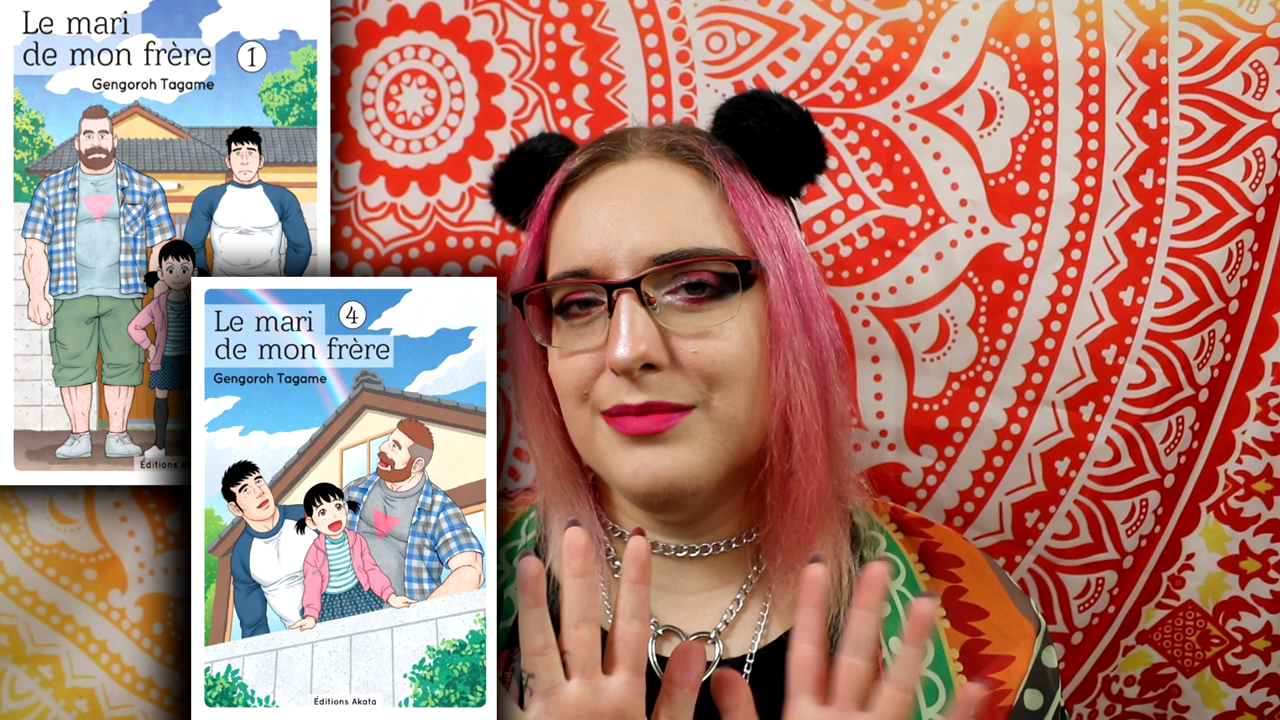 Le mari
de mon frère
1
Gengoroh Tagame
Éditions
Le mari
de mon frère
4
Gengoroh Tagame
Éditions Akata